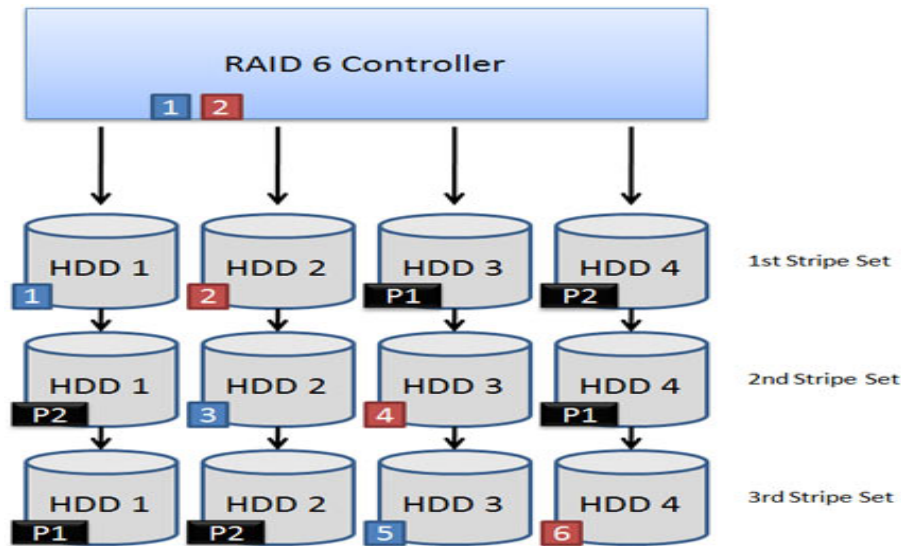 RAID 6 Controller
1 2
HDD 1 HDD 2 HDD 3 HDD 4 1st Stripe Set
1 2 P1 P2
HDD 1 HDD 2 HDD 3 HDD 4 2nd Stripe Set
P2 3 4 P1
HDD 1 HDD 2 HDD 3 HDD 4 3rd Stripe Set
P1 P2 5 6